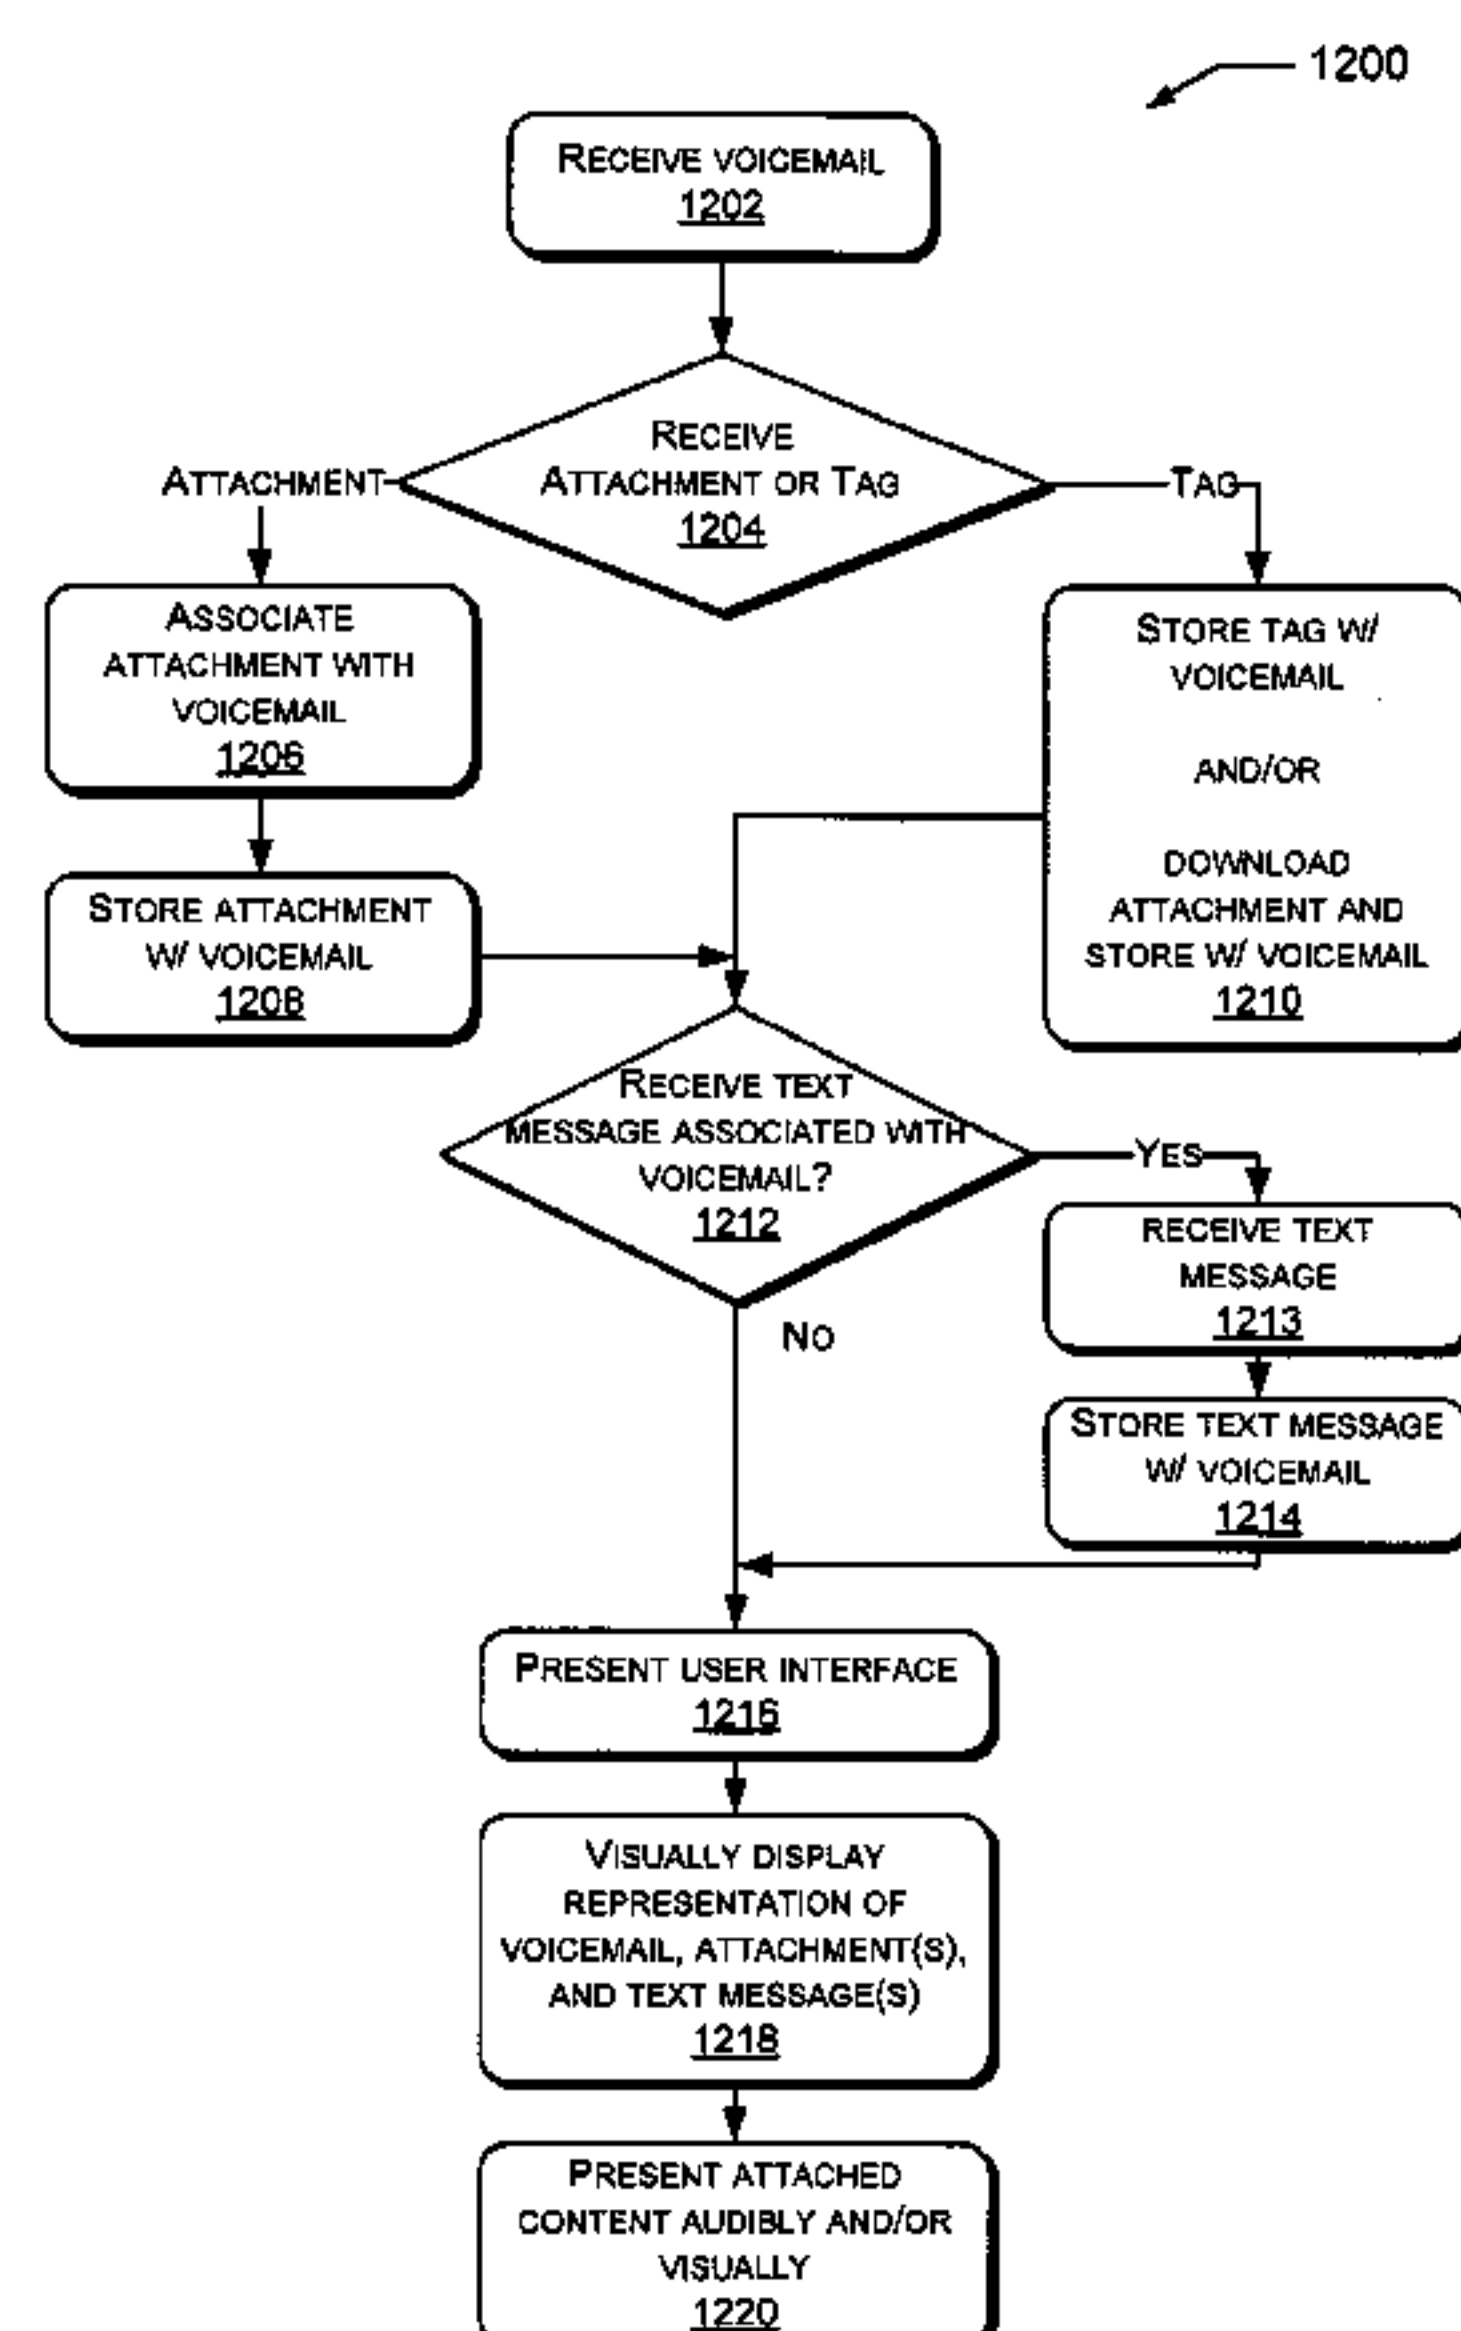 1200
RECEIVE VOICEMAIL
1202
RECEIVE
ATTACHMENT OR TAG
1204
ATTACHMENT
TAG
ASSOCIATE
ATTACHMENT WITH
VOICEMAIL
1206
STORE TAG W/
VOICEMAIL
AND/OR
DOWNLOAD
ATTACHMENT AND
STORE W/ VOICEMAIL
1210
STORE ATTACHMENT
W/ VOICEMAIL
1208
RECEIVE TEXT
MESSAGE ASSOCIATED WITH
VOICEMAIL?
1212
YES
NO
RECEIVE TEXT
MESSAGE
1213
STORE TEXT MESSAGE
W/ VOICEMAIL
1214
PRESENT USER INTERFACE
1216
VISUALLY DISPLAY
REPRESENTATION OF
VOICEMAIL, ATTACHMENT(S),
AND TEXT MESSAGE(S)
1218
PRESENT ATTACHED
CONTENT AUDIBLY AND/OR
VISUALLY
1220